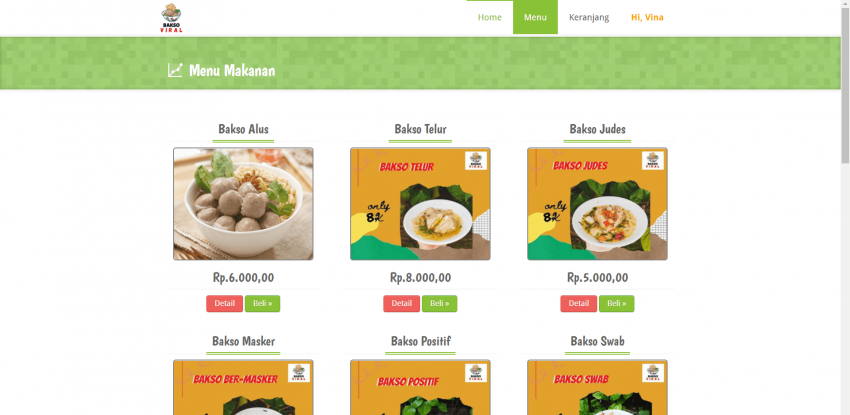 BAKSO
VIRAL
Home
Menu
Keranjang
Hi, Vina
Menu Makanan
Bakso Alus
Bakso Telur
Bakso Judes
BAKSO TELUR
only
8K
BAKSO JUDES
only
8K
Rp.6.000,00
Rp.8.000,00
Rp.5.000,00
Detail
Beli »
Detail
Beli »
Detail
Beli »
Bakso Masker
Bakso Positif
Bakso Swab
BAKSO BER-MASKER
BAKSO POSITIF
BAKSO SWAB